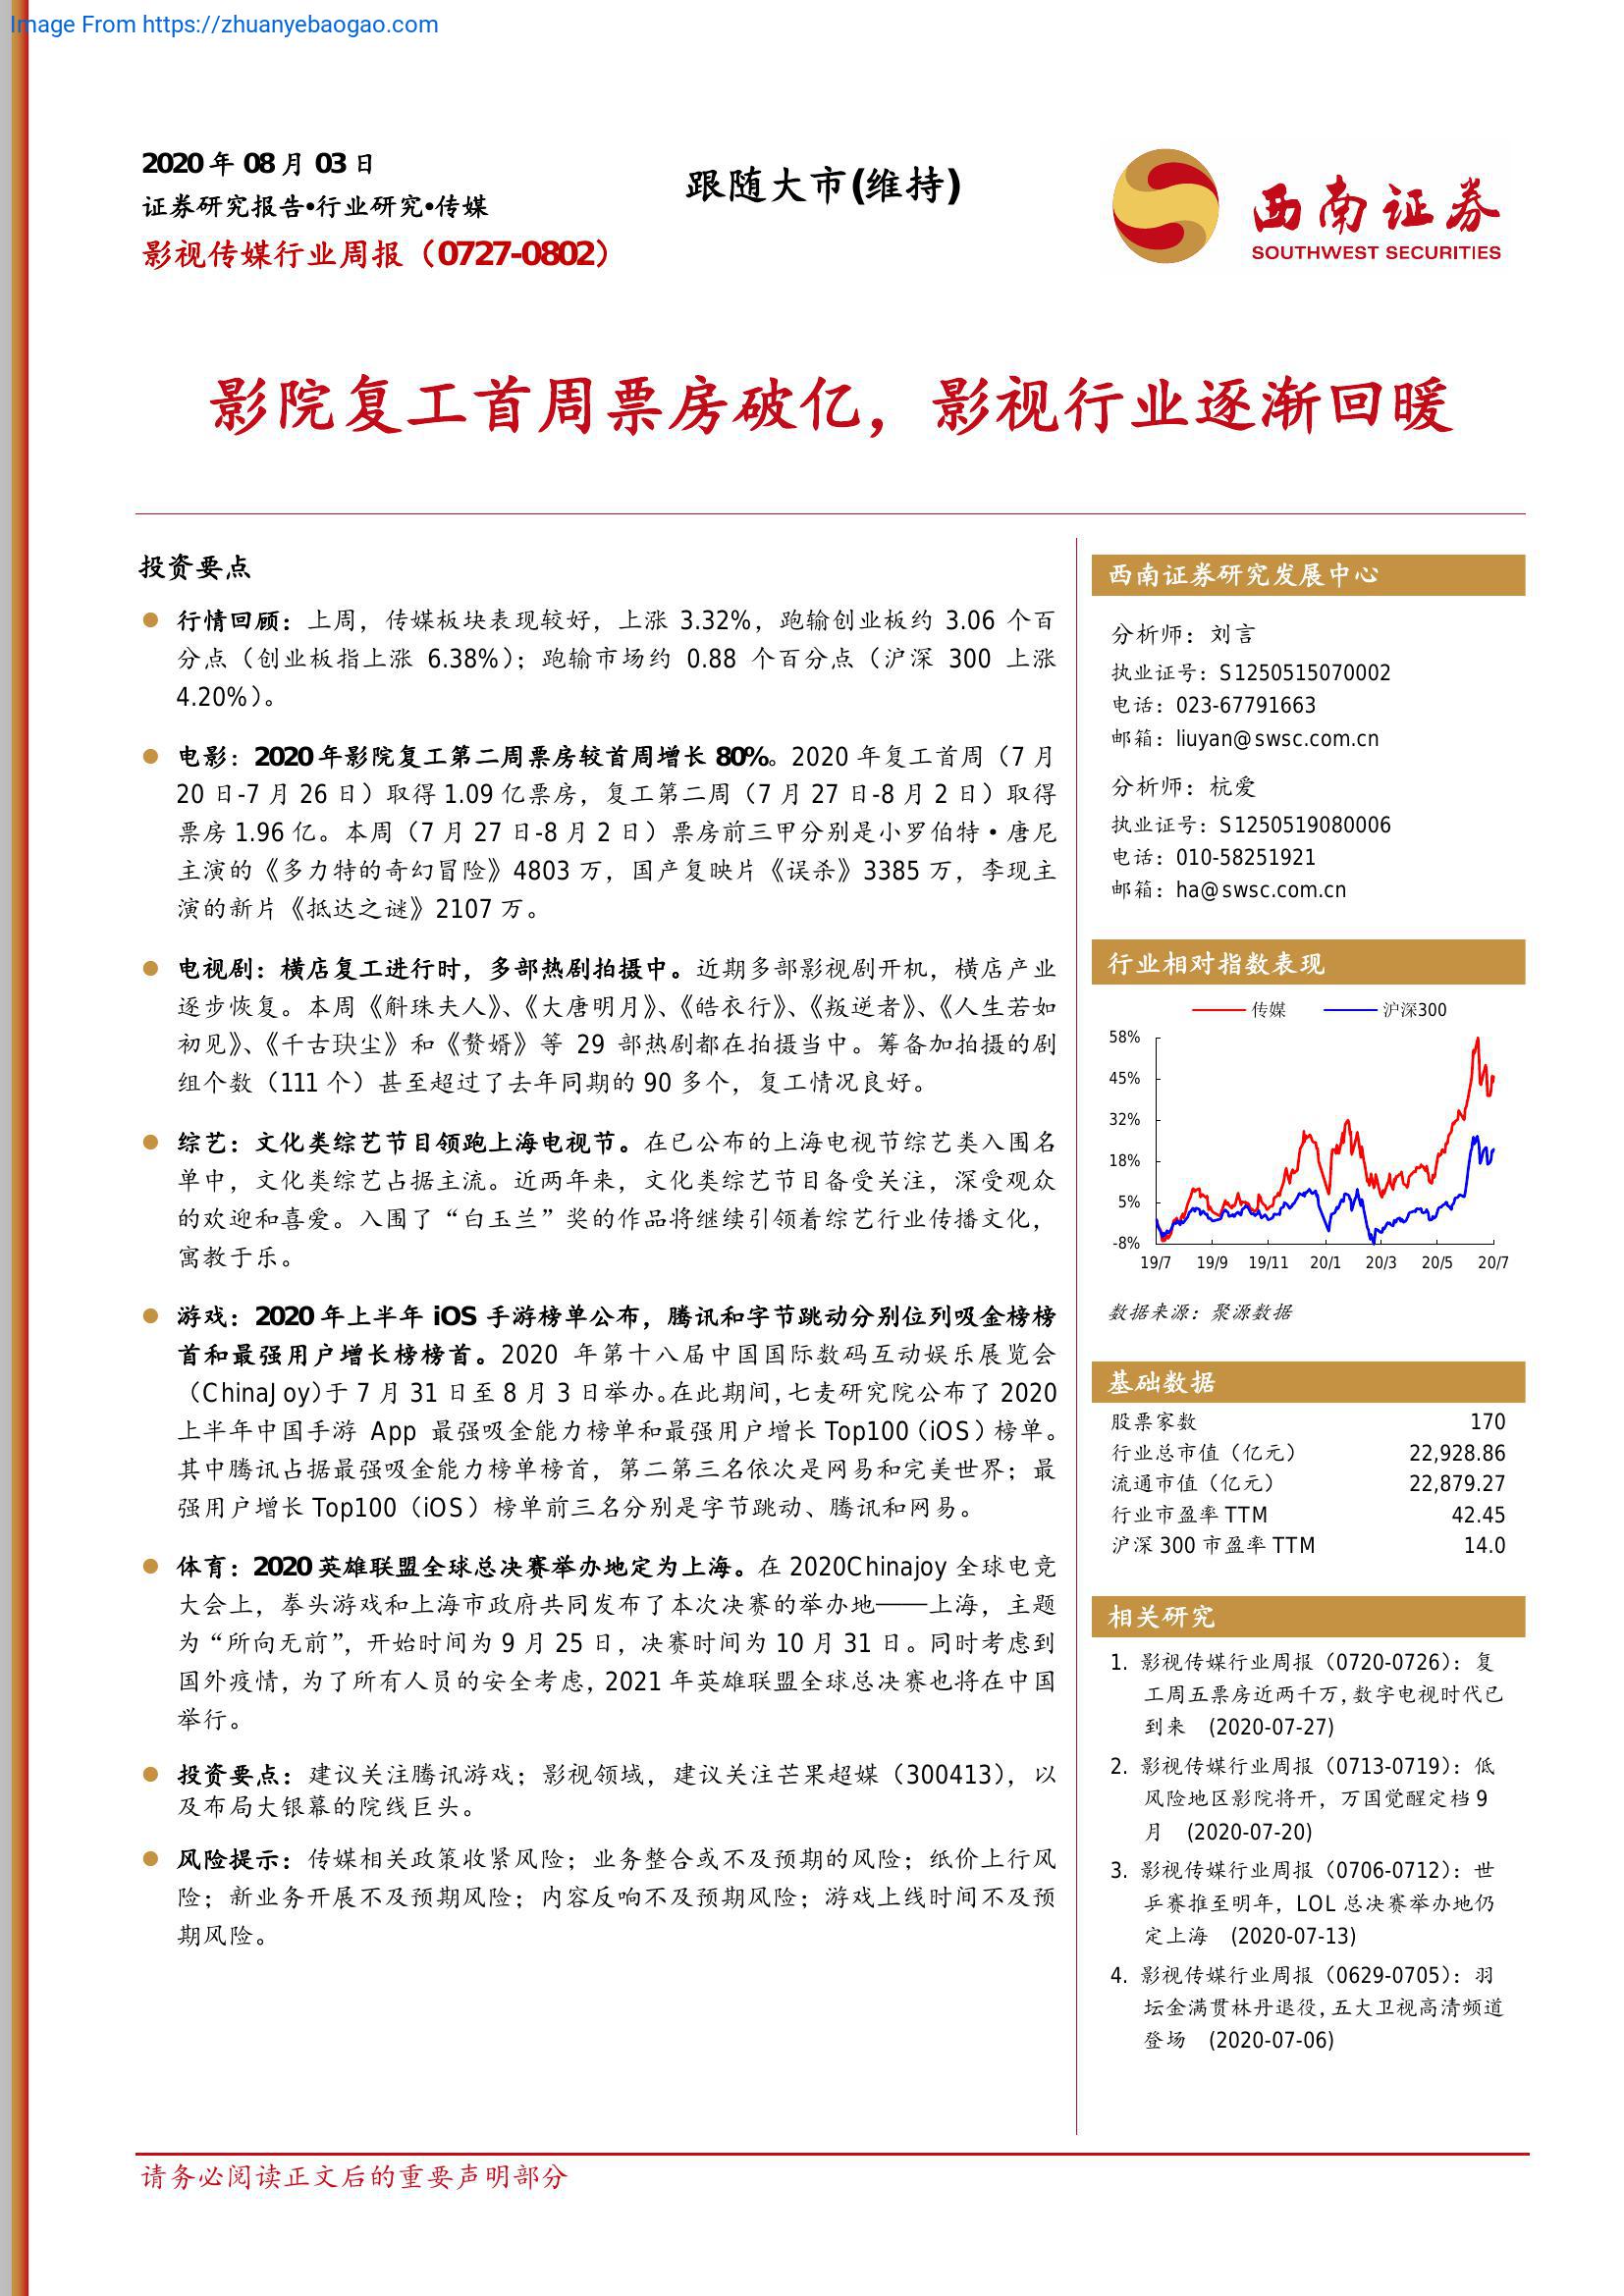 Image From https://zhuanyebaogao.com
2020 年 08 月 03 日
证券研究报告•行业研究•传媒
影视传媒行业周报（0727-0802）
跟随大市(维持)
西南证券
SOUTHWEST SECURITIES
影院复工首周票房破亿，影视行业逐渐回暖
投资要点
行情回顾：上周，传媒板块表现较好，上涨 3.32%，跑输创业板约 3.06 个百
分点（创业板指上涨 6.38%）；跑输市场约 0.88 个百分点（沪深 300 上涨
4.20%）。
电影：2020 年影院复工第二周票房较首周增长 80%。2020 年复工首周（7 月
20 日-7 月 26 日）取得 1.09 亿票房，复工第二周（7 月 27 日-8 月 2 日）取得
票房 1.96 亿。本周（7 月 27 日-8 月 2 日）票房前三甲分别是小罗伯特•唐尼
主演的《多力特的奇幻冒险》4803 万，国产复映片《误杀》3385 万，李现主
演的新片《抵达之谜》2107 万。
电视剧：横店复工进行时，多部热剧拍摄中。近期多部影视剧开机，横店产业
逐步恢复。本周《斛珠夫人》、《大唐明月》、《皓衣行》、《叛逆者》、《人生若如
初见》、《千古玦尘》和《赘婿》等 29 部热剧都在拍摄当中。筹备加拍摄的剧
组个数（111 个）甚至超过了去年同期的 90 多个，复工情况良好。
综艺：文化类综艺节目领跑上海电视节。在已公布的上海电视节综艺类入围名
单中，文化类综艺占据主流。近两年来，文化类综艺节目备受关注，深受观众
的欢迎和喜爱。入围了“白玉兰”奖的作品将继续引领着综艺行业传播文化，
寓教于乐。
游戏：2020 年上半年 iOS 手游榜单公布，腾讯和字节跳动分别位列吸金榜榜
首和最强用户增长榜榜首。2020 年第十八届中国国际数码互动娱乐展览会
（ChinaJoy）于 7 月 31 日至 8 月 3 日举办。在此期间，七麦研究院公布了 2020
上半年中国手游 App 最强吸金能力榜单和最强用户增长 Top100（iOS）榜单。
其中腾讯占据最强吸金能力榜单榜首，第二第三名依次是网易和完美世界；最
强用户增长 Top100（iOS）榜单前三名分别是字节跳动、腾讯和网易。
体育：2020 英雄联盟全球总决赛举办地定为上海。在 2020Chinajoy 全球电竞
大会上，拳头游戏和上海市政府共同发布了本次决赛的举办地——上海，主题
为“所向无前”，开始时间为 9 月 25 日，决赛时间为 10 月 31 日。同时考虑到
国外疫情，为了所有人员的安全考虑，2021 年英雄联盟全球总决赛也将在中国
举行。
投资要点：建议关注腾讯游戏；影视领域，建议关注芒果超媒（300413），以
及布局大银幕的院线巨头。
风险提示：传媒相关政策收紧风险；业务整合或不及预期的风险；纸价上行风
险；新业务开展不及预期风险；内容反响不及预期风险；游戏上线时间不及预
期风险。
西南证券研究发展中心
分析师：刘言
执业证号：S1250515070002
电话：023-67791663
邮箱：liuyan@swsc.com.cn
分析师：杭爱
执业证号：S1250519080006
电话：010-58251921
邮箱：ha@swsc.com.cn
行业相对指数表现
传媒 沪深300
58%
45%
32%
18%
5%
-8%
19/7 19/9 19/11 20/1 20/3 20/5 20/7
数据来源：聚源数据
基础数据
股票家数 170
行业总市值（亿元） 22,928.86
流通市值（亿元） 22,879.27
行业市盈率 TTM 42.45
沪深 300 市盈率 TTM 14.0
相关研究
1. 影视传媒行业周报（0720-0726）：复
工周五票房近两千万，数字电视时代已
到来 (2020-07-27)
2. 影视传媒行业周报（0713-0719）：低
风险地区影院将开，万国觉醒定档 9
月 (2020-07-20)
3. 影视传媒行业周报（0706-0712）：世
乒赛推至明年，LOL 总决赛举办地仍
定上海 (2020-07-13)
4. 影视传媒行业周报（0629-0705）：羽
坛金满贯林丹退役，五大卫视高清频道
登场 (2020-07-06)
请务必阅读正文后的重要声明部分